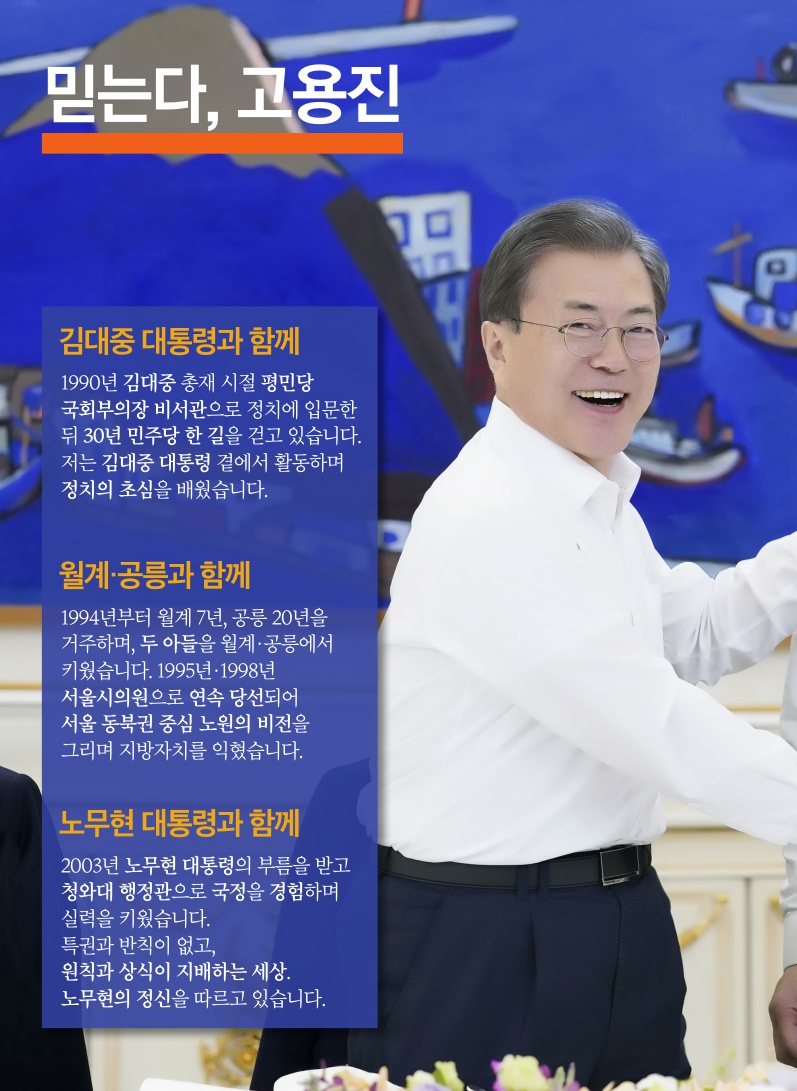 믿는다, 고용진
김대중 대통령과 함께
1990년 김대중 총재 시절 평민당
국회부의장 비서관으로 정치에 입문한
뒤 30년 민주당 한 길을 걷고 있습니다.
저는 김대중 대통령 곁에서 활동하며
정치의 초심을 배웠습니다.
월계·공릉과 함께
1994년부터 월계 7년, 공릉 20년을
거주하며, 두 아들을 월계·공릉에서
키웠습니다. 1995년·1998년
서울시의원으로 연속 당선되어
서울 동북권 중심 노원의 비전을
그리며 지방자치를 익혔습니다.
노무현 대통령과 함께
2003년 노무현 대통령의 부름을 받고
청와대 행정관으로 국정을 경험하며
실력을 키웠습니다.
특권과 반칙이 없고,
원칙과 상식이 지배하는 세상.
노무현의 정신을 따르고 있습니다.